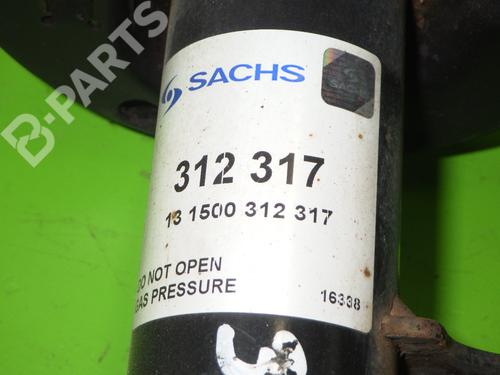 B-PARTS
SACHS
312 317
13 1500 312 317
DO NOT OPEN
GAS PRESSURE
16338